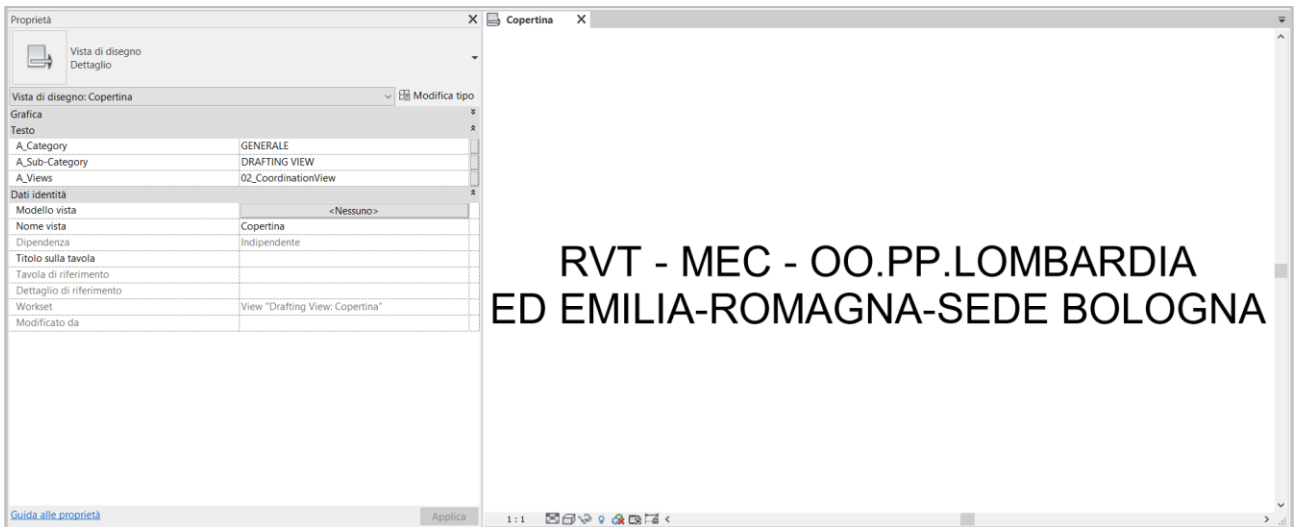 Proprietà
Vista di disegno
Dettaglio
Vista di disegno: Copertina
Modifica tipo
Grafica
Testo
A_Category GENERALE
A_Sub-Category DRAFTING VIEW
A_Views 02_CoordinationView
Dati identità
Modello vista <Nessuno>
Nome vista Copertina
Dipendenza Indipendente
Titolo sulla tavola
Tavola di riferimento
Dettaglio di riferimento
Workset View "Drafting View: Copertina"
Modificato da
Guida alle proprietà
Applica
Copertina
RVT - MEC - OO.PP.LOMBARDIA
ED EMILIA-ROMAGNA-SEDE BOLOGNA
1:1